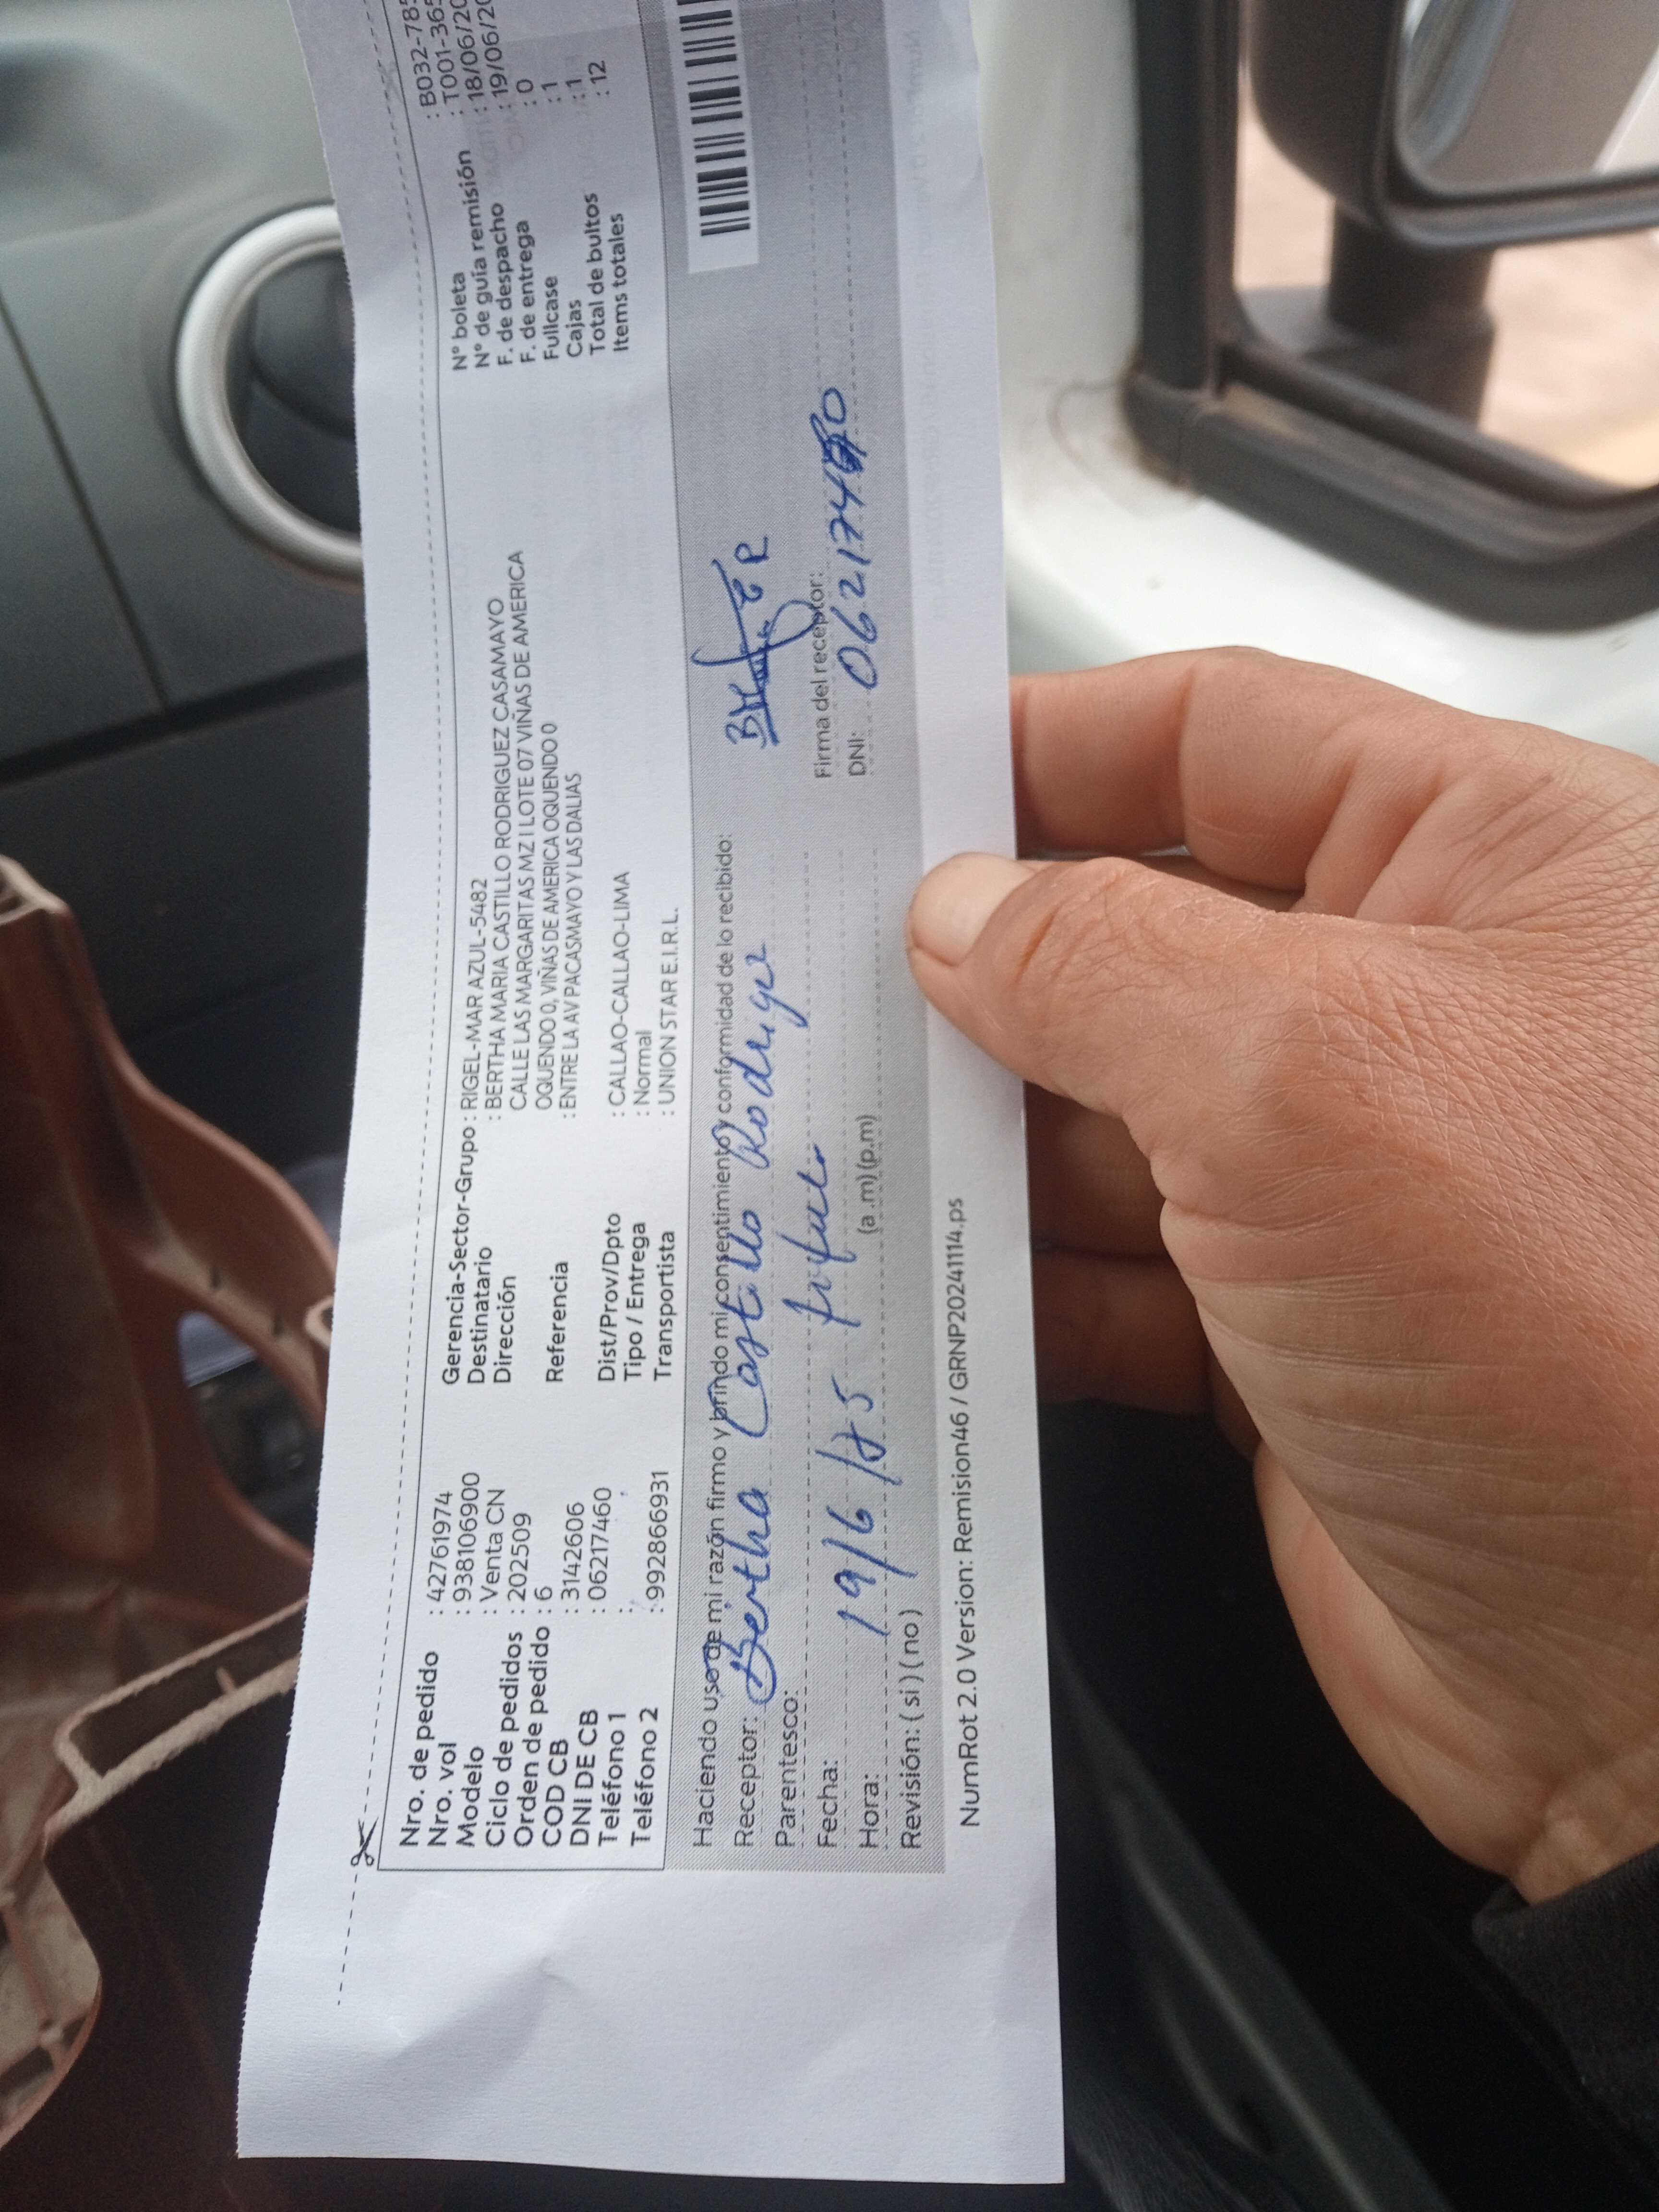 Nro. de pedido : 42761974
Nro. vol : 938106900
Modelo : Venta CN
Ciclo de pedidos : 202509
Orden de pedido : 6
COD CB : 3142606
DNI DE CB : 06217460
Teléfono 1 :
Teléfono 2 : 992866931
Gerencia-Sector-Grupo : RIGEL-MAR AZUL-5482
Destinatario : BERTHA MARIA CASTILLO RODRIGUEZ CASAMAYO
Dirección CALLE LAS MARGARITAS MZ I LOTE 07 VIÑAS DE AMERICA
OQUENDO 0, VIÑAS DE AMERICA OQUENDO 0
Referencia : ENTRE LA AV PACASMAYO Y LAS DALIAS
Dist/Prov/Dpto : CALLAO-CALLAO-LIMA
Tipo / Entrega : Normal
Transportista : UNION STAR E.I.R.L.
N° boleta : B032-785
N° de guía remisión : T001-365
F. de despacho : 18/06/20
F. de entrega : 19/06/20
Fullcase : 0
Cajas : 1
Total de bultos : 1
Items totales : 12
Haciendo uso de mi razón firmo y brindo mi consentimiento y conformidad de lo recibido:
Receptor: Bertha Castillo Rodriguez
Parentesco:
Fecha: 19/6/25
Hora: (a .m) (p.m)
Revisión: ( si ) ( no )
Firma del receptor:
DNI: 06217460
NumRot 2.0 Version: Remision46 / GRNP20241114.ps